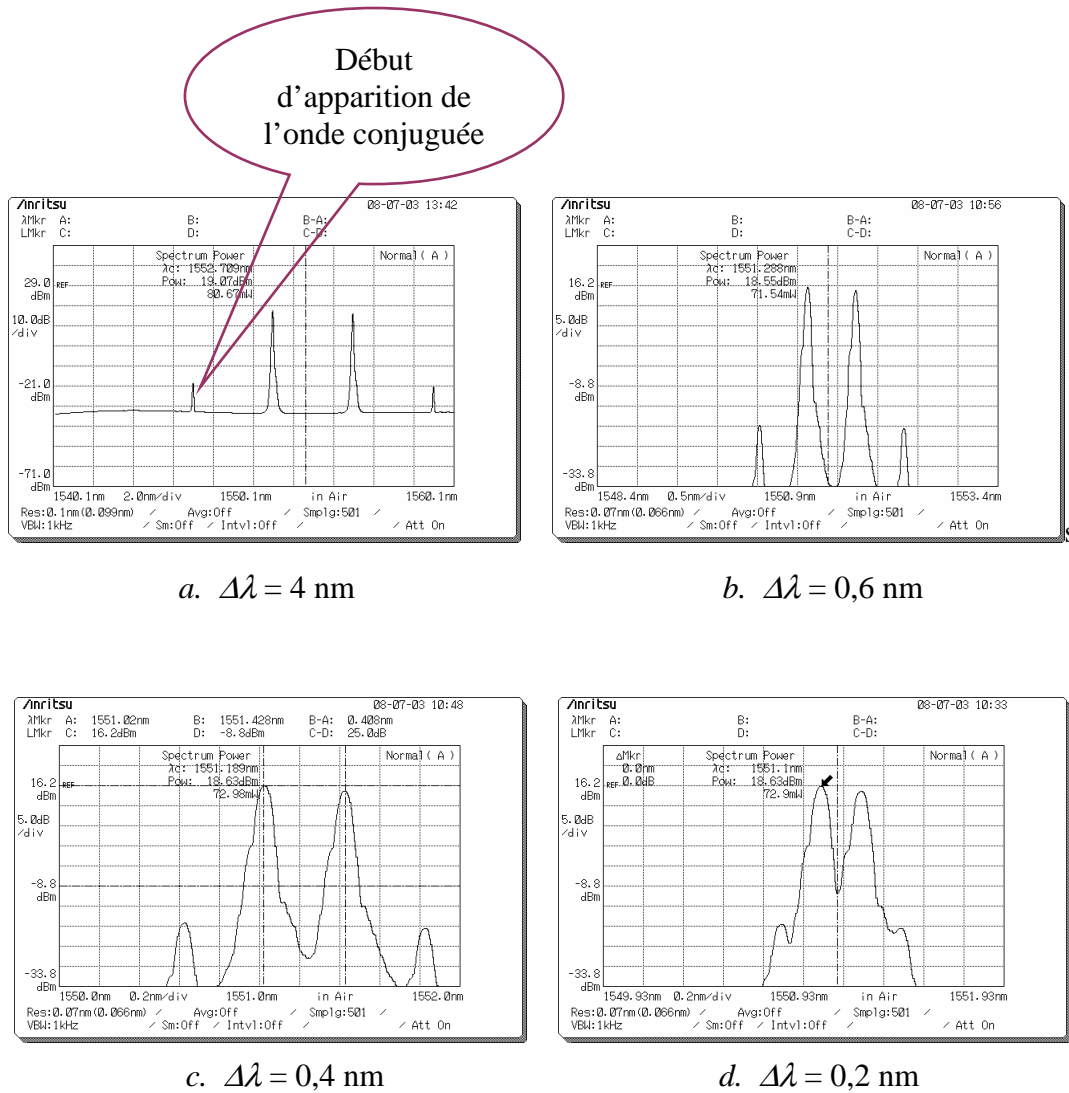 Début
d'apparition de
l'onde conjuguée
Anritsu 08-07-03 13:42
λMkr A: B: B-A:
LMkr C: D: C-D:
Spectrum Power Normal(A)
λc: 1552.709nm
29.0 REF Pow: 19.07dBm
dBm 80.67mW
10.0dB
/div
-21.0
dBm
-71.0
dBm
1540.1nm 2.0nm/div 1550.1nm in Air 1560.1nm
Res:0.1nm(0.099nm) / Avg:Off / Smplg:501 /
VBW:1kHz / Sm:Off / Intvl:Off / / Att On
a. Δλ = 4 nm
Anritsu 08-07-03 10:56
λMkr A: B: B-A:
LMkr C: D: C-D:
Spectrum Power Normal(A)
λc: 1551.288nm
16.2 REF Pow: 18.55dBm
dBm 71.54mW
5.0dB
/div
-8.8
dBm
-33.8
dBm
1548.4nm 0.5nm/div 1550.9nm in Air 1553.4nm
Res:0.07nm(0.066nm) / Avg:Off / Smplg:501 /
VBW:1kHz / Sm:Off / Intvl:Off / / Att On
b. Δλ = 0,6 nm
Anritsu 08-07-03 10:48
λMkr A: 1551.02nm B: 1551.428nm B-A: 0.408nm
LMkr C: 16.2dBm D: -8.8dBm C-D: 25.0dB
Spectrum Power Normal(A)
λc: 1551.189nm
16.2 REF Pow: 18.63dBm
dBm 72.98mW
5.0dB
/div
-8.8
dBm
-33.8
dBm
1550.0nm 0.2nm/div 1551.0nm in Air 1552.0nm
Res:0.07nm(0.066nm) / Avg:Off / Smplg:501 /
VBW:1kHz / Sm:Off / Intvl:Off / / Att On
c. Δλ = 0,4 nm
Anritsu 08-07-03 10:33
λMkr A: B: B-A:
LMkr C: D: C-D:
ΔMkr Spectrum Power Normal(A)
0.0nm λc: 1551.1nm
16.2 REF 0.0dB Pow: 18.63dBm
dBm 72.9mW
5.0dB
/div
-8.8
dBm
-33.8
dBm
1549.93nm 0.2nm/div 1550.93nm in Air 1551.93nm
Res:0.07nm(0.066nm) / Avg:Off / Smplg:501 /
VBW:1kHz / Sm:Off / Intvl:Off / / Att On
d. Δλ = 0,2 nm